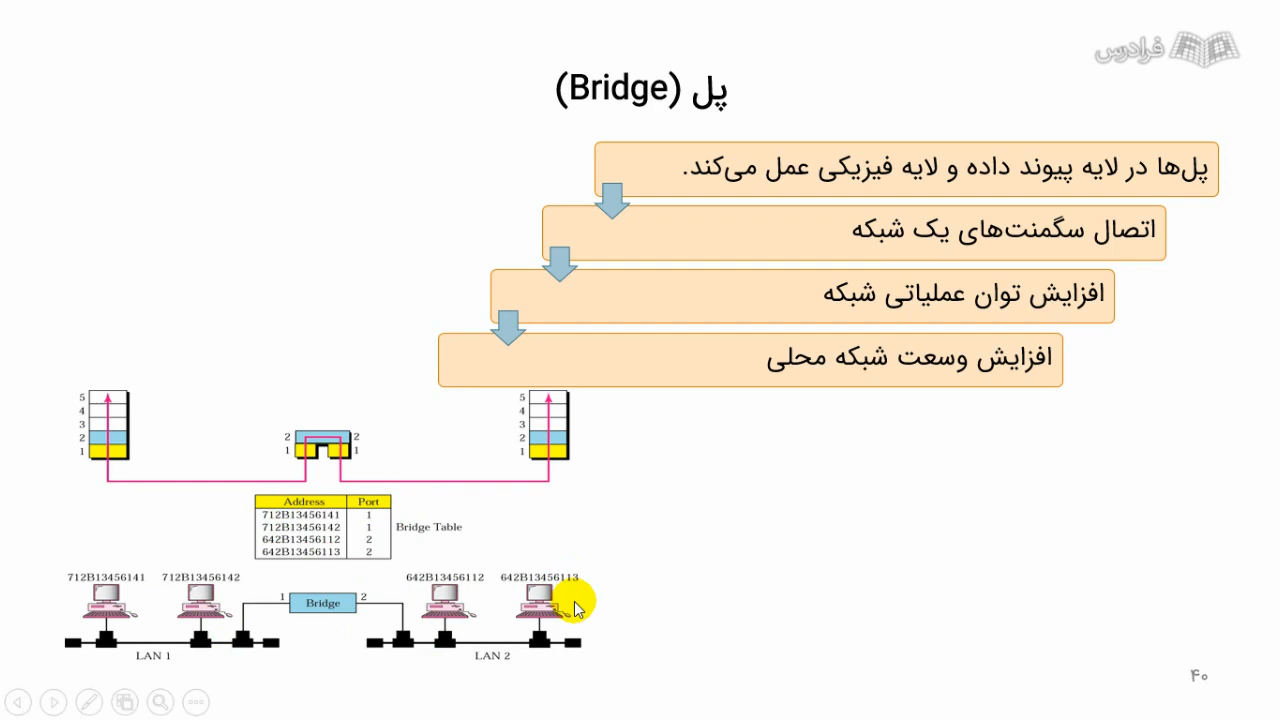 فرادرس
پل (Bridge)
پل‌ها در لایه پیوند داده و لایه فیزیکی عمل می‌کند.
اتصال سگمنت‌های یک شبکه
افزایش توان عملیاتی شبکه
افزایش وسعت شبکه محلی
5
4
3
2
1
2 2
1 1
5
4
3
2
1
Address Port
712B13456141 1
712B13456142 1
642B13456112 2
642B13456113 2
Bridge Table
712B13456141 712B13456142 642B13456112 642B13456113
1 Bridge 2
LAN 1 LAN 2
۴۰